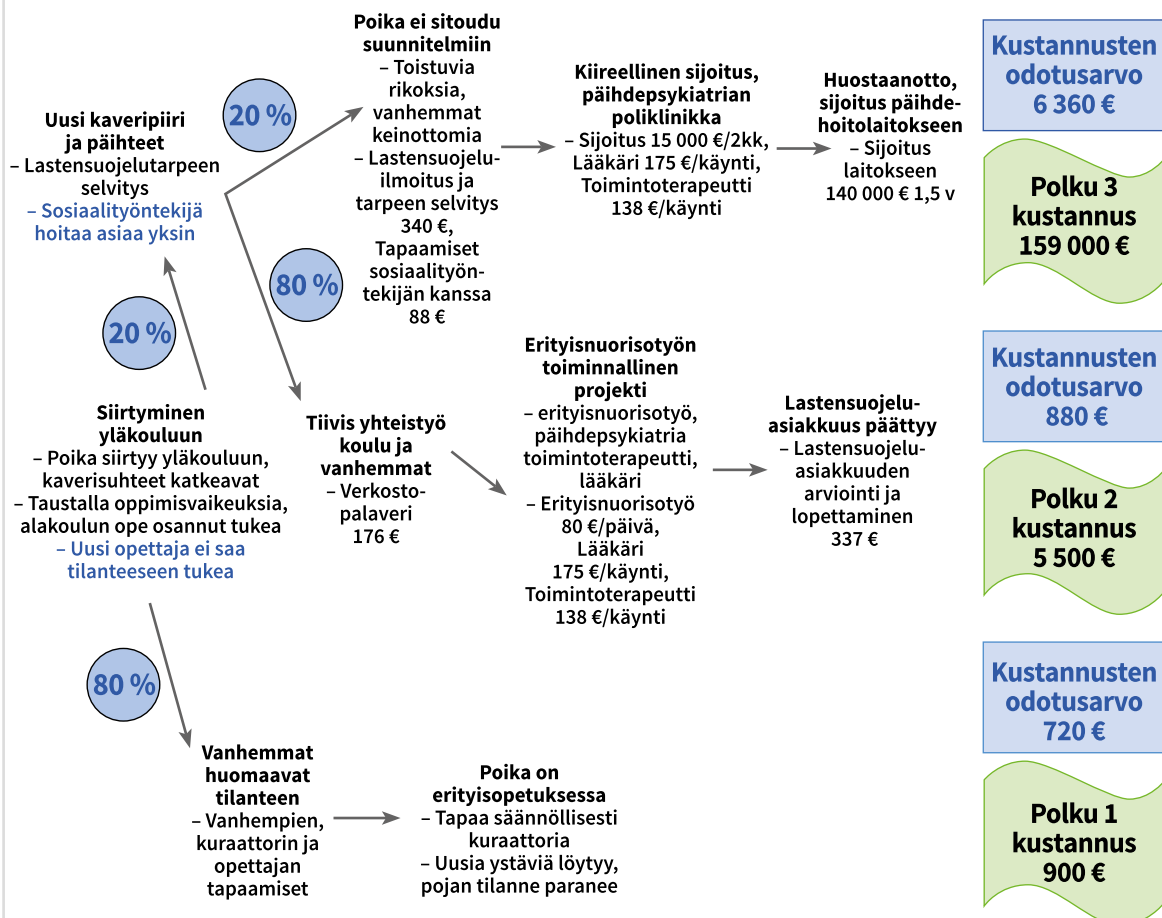 Poika ei sitoudu
suunnitelmiin
– Toistuvia
rikoksia,
vanhemmat
keinottomia
– Lastensuojelu-
ilmoitus ja
tarpeen selvitys
340 €,
Tapaamiset
sosiaalityön-
tekijän kanssa
88 €
Kiireellinen sijoitus,
päihdepsykiatrian
poliklinikka
– Sijoitus 15 000 €/2kk,
Lääkäri 175 €/käynti,
Toimintoterapeutti
138 €/käynti
Huostaanotto,
sijoitus päihde-
hoitolaitokseen
– Sijoitus
laitokseen
140 000 € 1,5 v
Kustannusten
odotusarvo
6 360 €
Polku 3
kustannus
159 000 €
Uusi kaveripiiri
ja päihteet
– Lastensuojelutarpeen
selvitys
– Sosiaalityöntekijä
hoitaa asiaa yksin
20 %
80 %
20 %
Siirtyminen
yläkouluun
– Poika siirtyy yläkouluun,
kaverisuhteet katkeavat
– Taustalla oppimisvaikeuksia,
alakoulun ope osannut tukea
– Uusi opettaja ei saa
tilanteeseen tukea
Tiivis yhteistyö
koulu ja
vanhemmat
– Verkosto-
palaveri
176 €
Erityisnuorisotyön
toiminnallinen
projekti
– erityisnuorisotyö,
päihdepsykiatria
toimintoterapeutti,
lääkäri
– Erityisnuorisotyö
80 €/päivä,
Lääkäri
175 €/käynti,
Toimintoterapeutti
138 €/käynti
Lastensuojelu-
asiakkuus päättyy
– Lastensuojelu-
asiakkuuden
arviointi ja
lopettaminen
337 €
Kustannusten
odotusarvo
880 €
Polku 2
kustannus
5 500 €
80 %
Vanhemmat
huomaavat
tilanteen
– Vanhempien,
kuraattorin ja
opettajan
tapaamiset
Poika on
erityisopetuksessa
– Tapaa säännöllisesti
kuraattoria
– Uusia ystäviä löytyy,
pojan tilanne paranee
Kustannusten
odotusarvo
720 €
Polku 1
kustannus
900 €